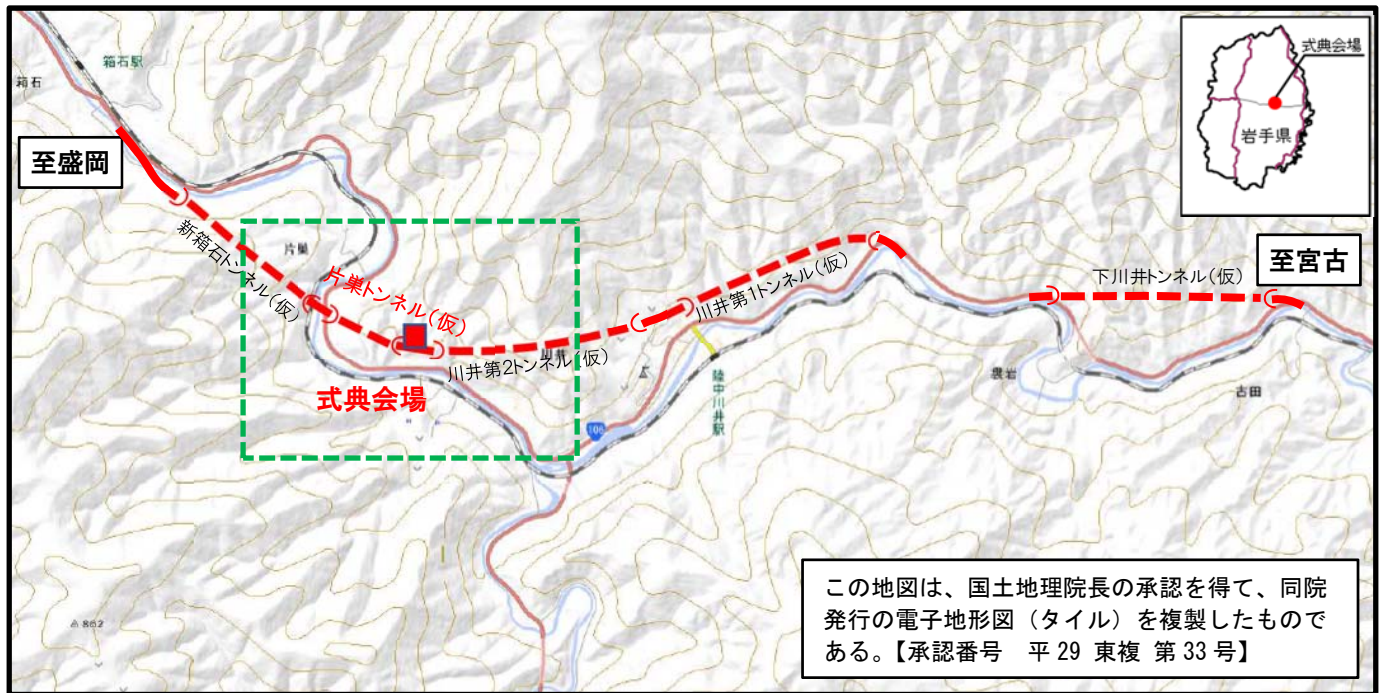 箱石駅
箱石
至盛岡
式典会場
岩手県
片巣
新箱石トンネル(仮)
片巣トンネル(仮)
川井第1トンネル(仮)
下川井トンネル(仮)
至宮古
川井第2トンネル(仮)
式典会場
陸中川井駅
106
古田
862
この地図は、国土地理院長の承認を得て、同院
発行の電子地形図（タイル）を複製したもので
ある。【承認番号　平 29 東複 第 33 号】